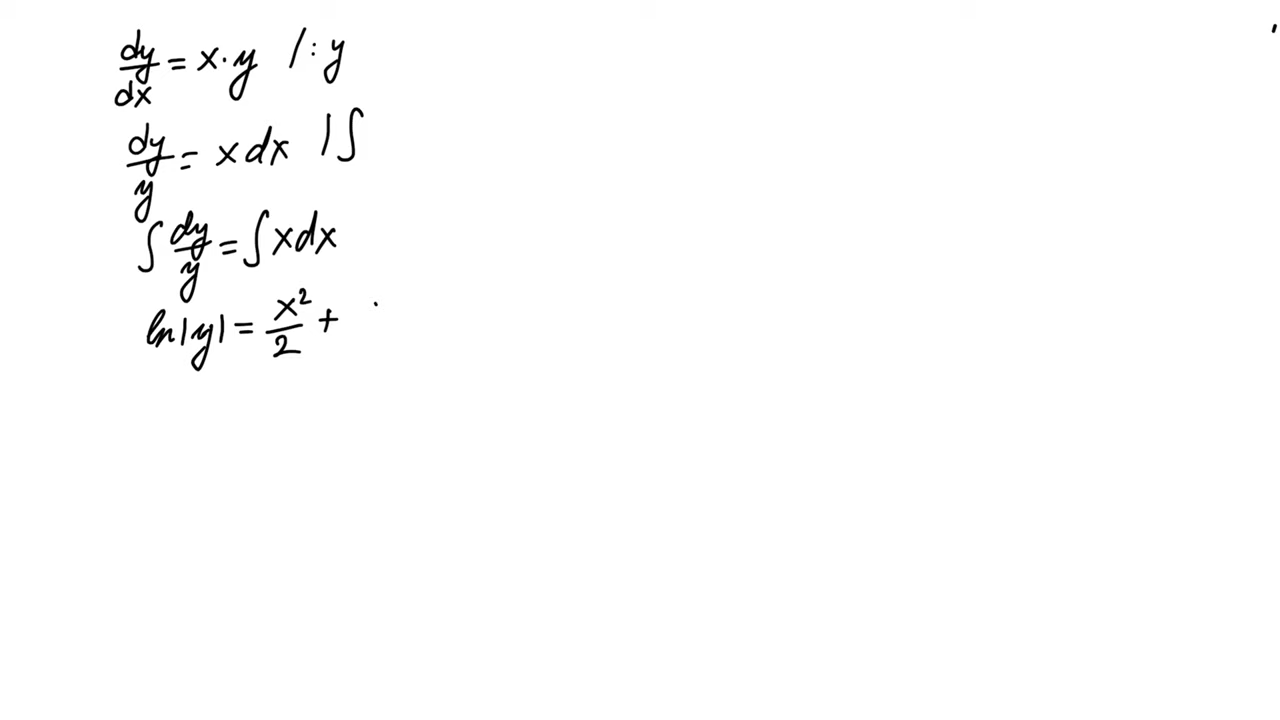 dy/dx = x · y /: y
dy/y = x dx | ∫
∫ dy/y = ∫ x dx
ln|y| = x²/2 +